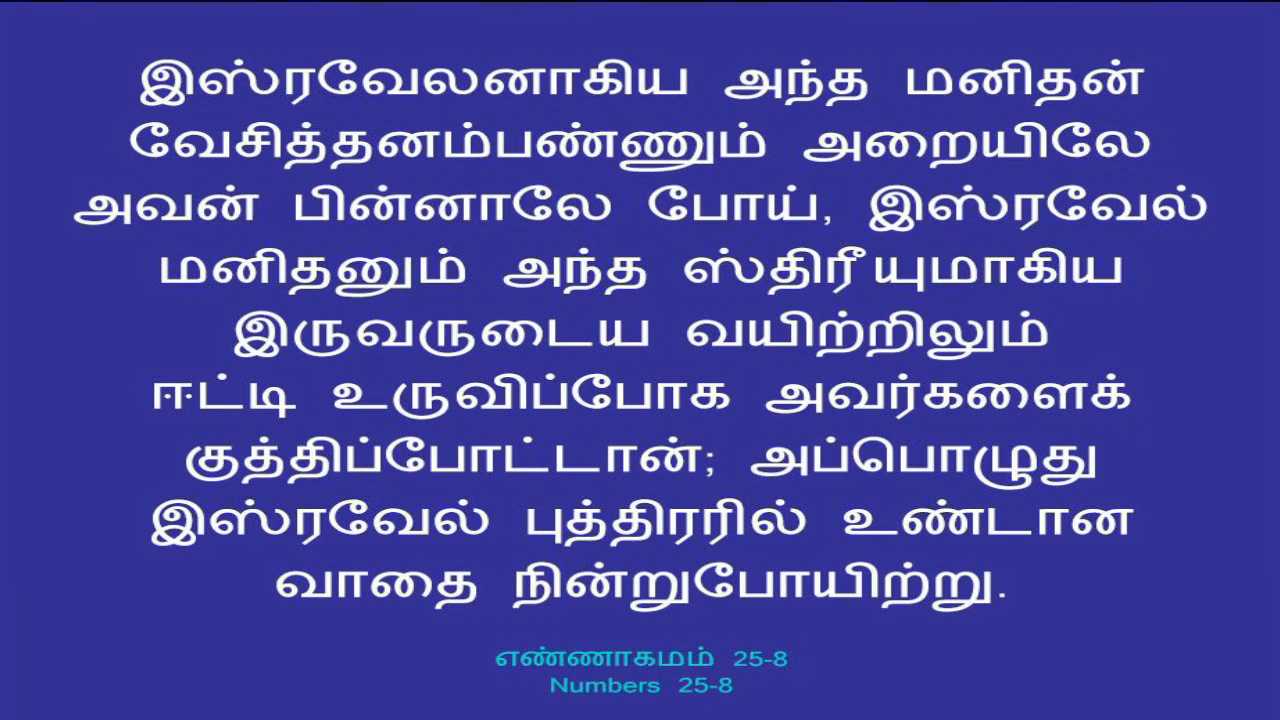 இஸ்ரவேலனாகிய அந்த மனிதன்
வேசித்தனம்பண்ணும் அறையிலே
அவன் பின்னாலே போய், இஸ்ரவேல்
மனிதனும் அந்த ஸ்திரீ யுமாகிய
இருவருடைய வயிற்றிலும்
ஈட்டி உருவிப்போக அவர்களைக்
குத்திப்போட்டான்; அப்பொழுது
இஸ்ரவேல் புத்திரரில் உண்டான
வாதை நின்றுபோயிற்று.
எண்ணாகமம் 25-8
Numbers 25-8